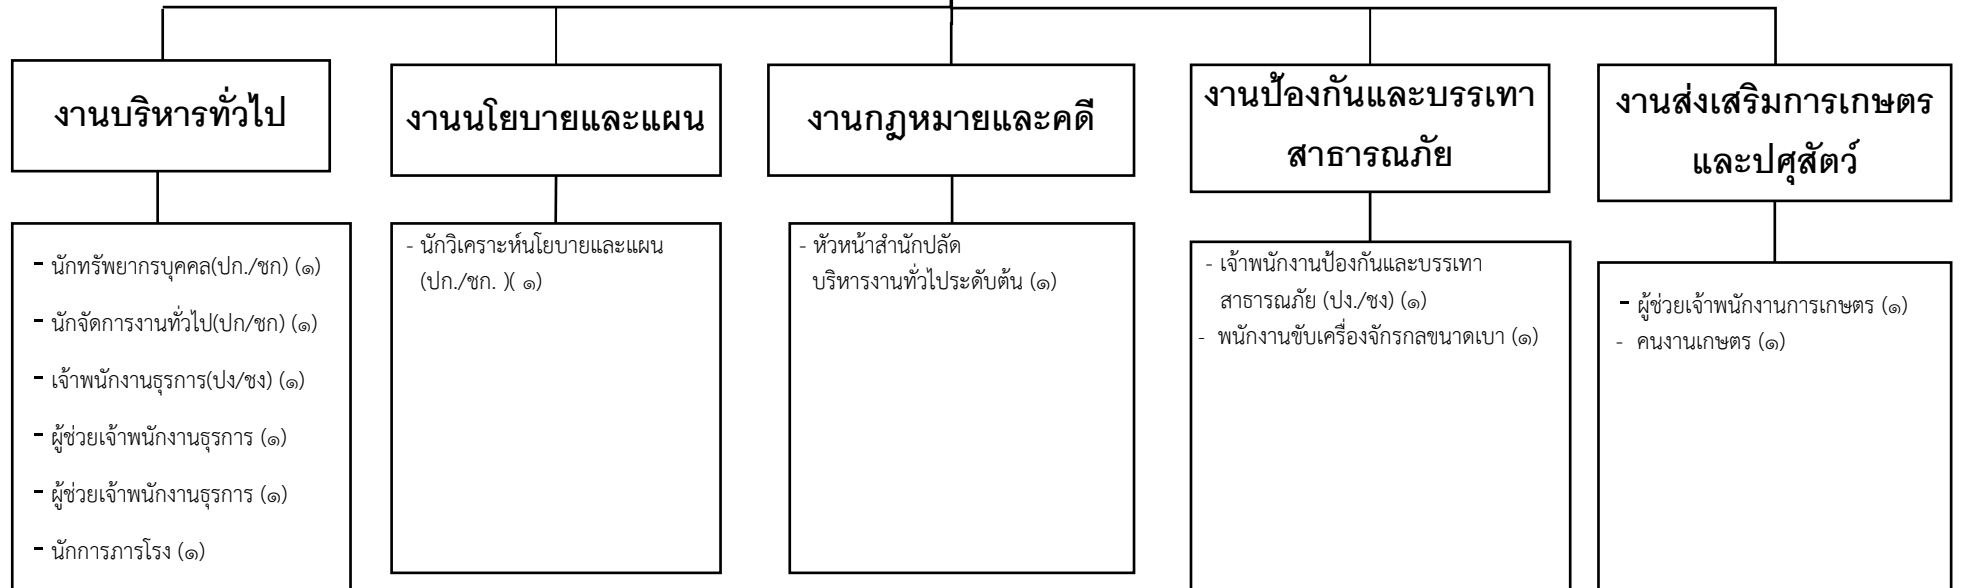 งานบริหารทั่วไป
- นักทรัพยากรบุคคล(ปก./ชก) (๑)
- นักจัดการงานทั่วไป(ปก/ชก) (๑)
- เจ้าพนักงานธุรการ(ปง/ชง) (๑)
- ผู้ช่วยเจ้าพนักงานธุรการ (๑)
- ผู้ช่วยเจ้าพนักงานธุรการ (๑)
- นักการภารโรง (๑)
งานนโยบายและแผน
- นักวิเคราะห์นโยบายและแผน
(ปก./ชก. )( ๑)
งานกฎหมายและคดี
- หัวหน้าสำนักปลัด
บริหารงานทั่วไประดับต้น (๑)
งานป้องกันและบรรเทา
สาธารณภัย
- เจ้าพนักงานป้องกันและบรรเทา
สาธารณภัย (ปง./ชง) (๑)
- พนักงานขับเครื่องจักรกลขนาดเบา (๑)
งานส่งเสริมการเกษตร
และปศุสัตว์
- ผู้ช่วยเจ้าพนักงานการเกษตร (๑)
- คนงานเกษตร (๑)